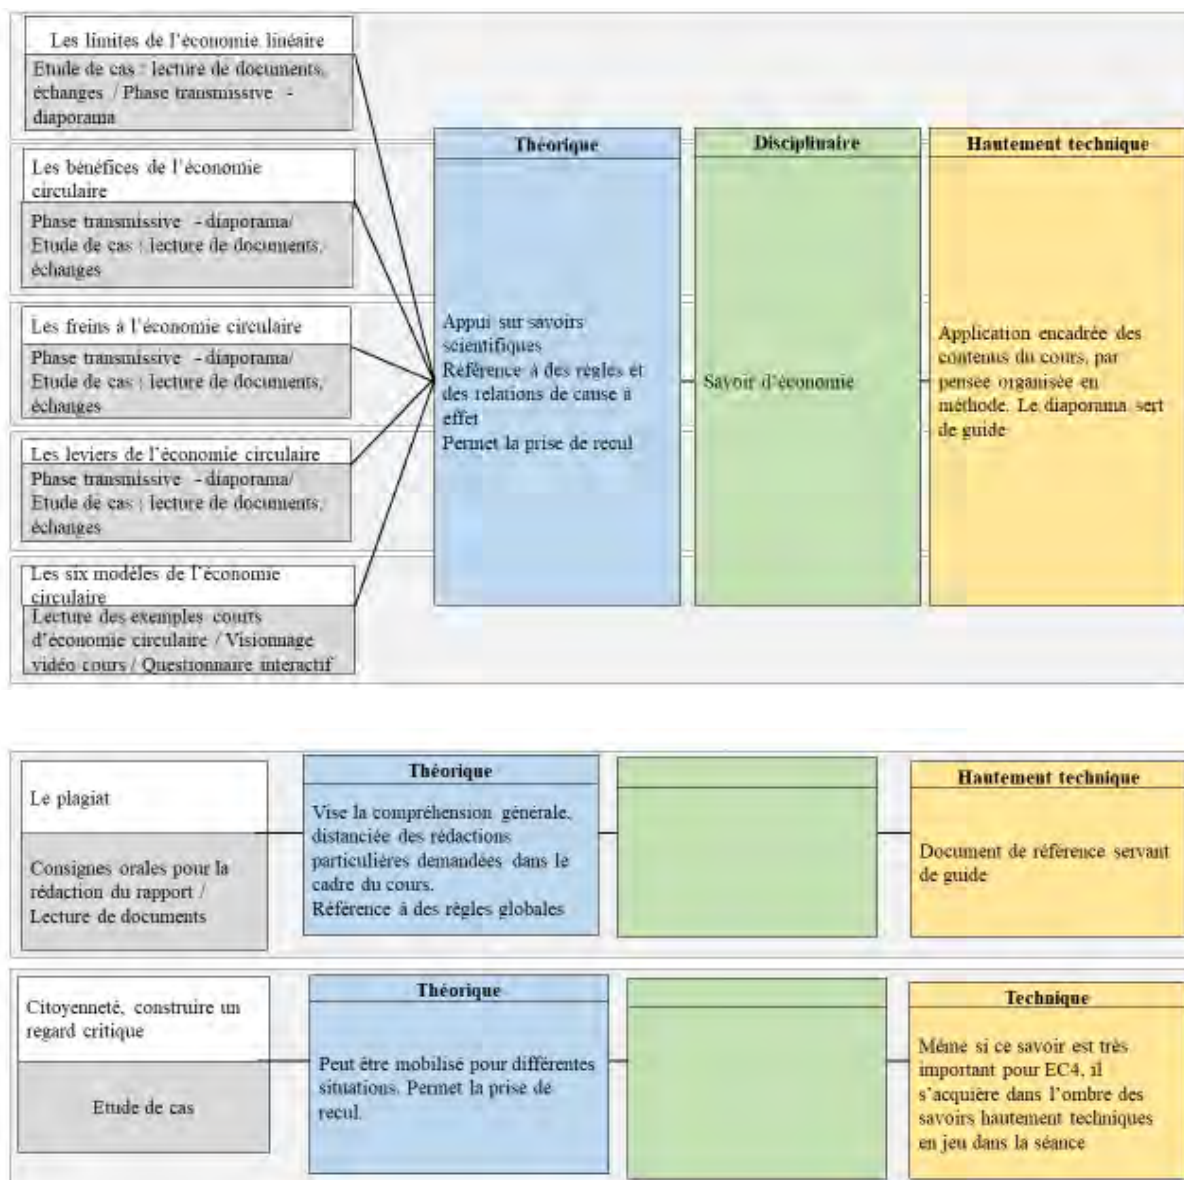 Les limites de l'économie linéaire
Etude de cas : lecture de documents,
échanges / Phase transmissive -
diaporama
Les bénéfices de l'économie
circulaire
Phase transmissive - diaporama/
Etude de cas : lecture de documents,
échanges
Les freins à l'économie circulaire
Phase transmissive - diaporama/
Etude de cas : lecture de documents,
échanges
Les leviers de l'économie circulaire
Phase transmissive - diaporama/
Etude de cas : lecture de documents,
échanges
Les six modèles de l'économie
circulaire
Lecture des exemples courts
d'économie circulaire / Visionnage
vidéo cours / Questionnaire interactif
Théorique
Appui sur savoirs
scientifiques
Référence à des règles et
des relations de cause à
effet
Permet la prise de recul
Disciplinaire
Savoir d'économie
Hautement technique
Application encadrée des
contenus du cours, par
pensée organisée en
méthode. Le diaporama sert
de guide
Le plagiat
Consignes orales pour la
rédaction du rapport /
Lecture de documents
Théorique
Vise la compréhension générale,
distanciée des rédactions
particulières demandées dans le
cadre du cours.
Référence à des règles globales
Hautement technique
Document de référence servant
de guide
Citoyenneté, construire un
regard critique
Etude de cas
Théorique
Peut être mobilisé pour différentes
situations. Permet la prise de
recul.
Technique
Même si ce savoir est très
important pour EC4, il
s'acquière dans l'ombre des
savoirs hautement techniques
en jeu dans la séance